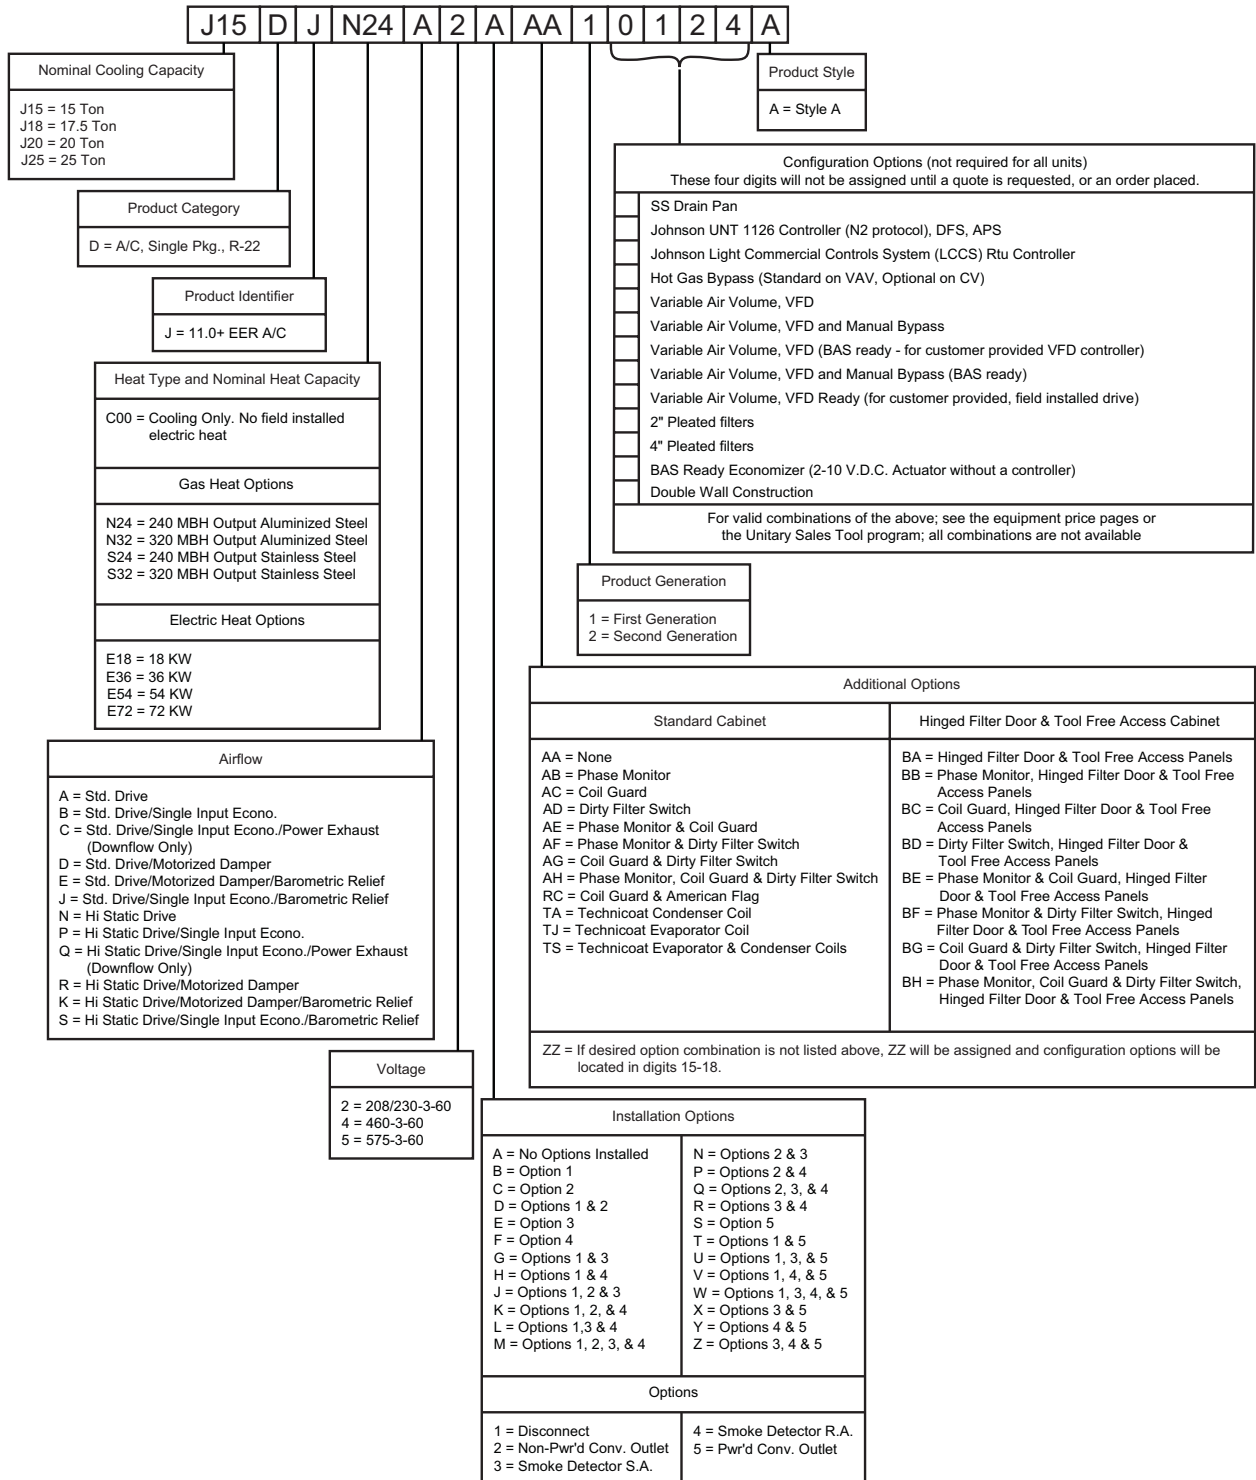 J15 D J N24 A 2 A AA 1 0 1 2 4 A
Nominal Cooling Capacity
J15 = 15 Ton
J18 = 17.5 Ton
J20 = 20 Ton
J25 = 25 Ton
Product Category
D = A/C, Single Pkg., R-22
Product Identifier
J = 11.0+ EER A/C
Heat Type and Nominal Heat Capacity
C00 = Cooling Only. No field installed
electric heat
Gas Heat Options
N24 = 240 MBH Output Aluminized Steel
N32 = 320 MBH Output Aluminized Steel
S24 = 240 MBH Output Stainless Steel
S32 = 320 MBH Output Stainless Steel
Electric Heat Options
E18 = 18 KW
E36 = 36 KW
E54 = 54 KW
E72 = 72 KW
Airflow
A = Std. Drive
B = Std. Drive/Single Input Econo.
C = Std. Drive/Single Input Econo./Power Exhaust
(Downflow Only)
D = Std. Drive/Motorized Damper
E = Std. Drive/Motorized Damper/Barometric Relief
J = Std. Drive/Single Input Econo./Barometric Relief
N = Hi Static Drive
P = Hi Static Drive/Single Input Econo.
Q = Hi Static Drive/Single Input Econo./Power Exhaust
(Downflow Only)
R = Hi Static Drive/Motorized Damper
K = Hi Static Drive/Motorized Damper/Barometric Relief
S = Hi Static Drive/Single Input Econo./Barometric Relief
Voltage
2 = 208/230-3-60
4 = 460-3-60
5 = 575-3-60
Installation Options
A = No Options Installed
B = Option 1
C = Option 2
D = Options 1 & 2
E = Option 3
F = Option 4
G = Options 1 & 3
H = Options 1 & 4
J = Options 1, 2 & 3
K = Options 1, 2, & 4
L = Options 1,3 & 4
M = Options 1, 2, 3, & 4
N = Options 2 & 3
P = Options 2 & 4
Q = Options 2, 3, & 4
R = Options 3 & 4
S = Option 5
T = Options 1 & 5
U = Options 1, 3, & 5
V = Options 1, 4, & 5
W = Options 1, 3, 4, & 5
X = Options 3 & 5
Y = Options 4 & 5
Z = Options 3, 4 & 5
Options
1 = Disconnect
2 = Non-Pwr'd Conv. Outlet
3 = Smoke Detector S.A.
4 = Smoke Detector R.A.
5 = Pwr'd Conv. Outlet
Additional Options
Standard Cabinet
AA = None
AB = Phase Monitor
AC = Coil Guard
AD = Dirty Filter Switch
AE = Phase Monitor & Coil Guard
AF = Phase Monitor & Dirty Filter Switch
AG = Coil Guard & Dirty Filter Switch
AH = Phase Monitor, Coil Guard & Dirty Filter Switch
RC = Coil Guard & American Flag
TA = Technicoat Condenser Coil
TJ = Technicoat Evaporator Coil
TS = Technicoat Evaporator & Condenser Coils
Hinged Filter Door & Tool Free Access Cabinet
BA = Hinged Filter Door & Tool Free Access Panels
BB = Phase Monitor, Hinged Filter Door & Tool Free
Access Panels
BC = Coil Guard, Hinged Filter Door & Tool Free
Access Panels
BD = Dirty Filter Switch, Hinged Filter Door &
Tool Free Access Panels
BE = Phase Monitor & Coil Guard, Hinged Filter
Door & Tool Free Access Panels
BF = Phase Monitor & Dirty Filter Switch, Hinged
Filter Door & Tool Free Access Panels
BG = Coil Guard & Dirty Filter Switch, Hinged Filter
Door & Tool Free Access Panels
BH = Phase Monitor, Coil Guard & Dirty Filter Switch,
Hinged Filter Door & Tool Free Access Panels
ZZ = If desired option combination is not listed above, ZZ will be assigned and configuration options will be
located in digits 15-18.
Product Generation
1 = First Generation
2 = Second Generation
Configuration Options (not required for all units)
These four digits will not be assigned until a quote is requested, or an order placed.
SS Drain Pan
Johnson UNT 1126 Controller (N2 protocol), DFS, APS
Johnson Light Commercial Controls System (LCCS) Rtu Controller
Hot Gas Bypass (Standard on VAV, Optional on CV)
Variable Air Volume, VFD
Variable Air Volume, VFD and Manual Bypass
Variable Air Volume, VFD (BAS ready - for customer provided VFD controller)
Variable Air Volume, VFD and Manual Bypass (BAS ready)
Variable Air Volume, VFD Ready (for customer provided, field installed drive)
2" Pleated filters
4" Pleated filters
BAS Ready Economizer (2-10 V.D.C. Actuator without a controller)
Double Wall Construction
For valid combinations of the above; see the equipment price pages or
the Unitary Sales Tool program; all combinations are not available
Product Style
A = Style A